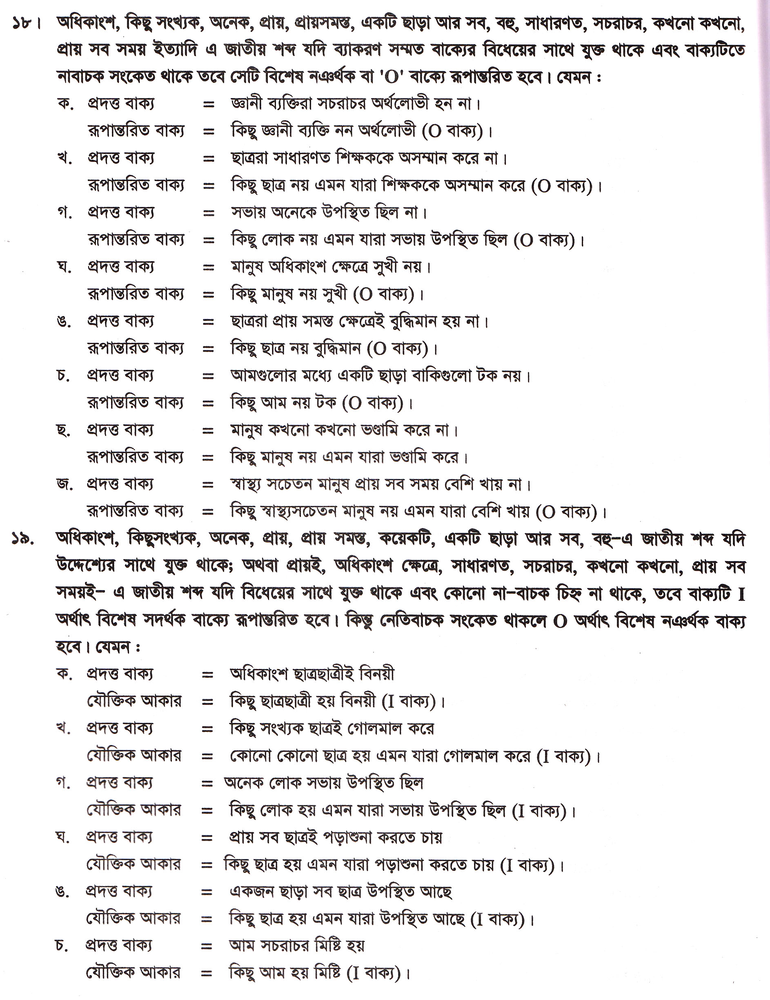 ১৮। অধিকাংশ, কিছু সংখ্যক, অনেক, প্রায়, প্রায়সমস্ত, একটি ছাড়া আর সব, বহু, সাধারণত, সচরাচর, কখনো কখনো,
প্রায় সব সময় ইত্যাদি এ জাতীয় শব্দ যদি ব্যাকরণ সম্মত বাক্যের বিধেয়ের সাথে যুক্ত থাকে এবং বাক্যটিতে
নাবাচক সংকেত থাকে তবে সেটি বিশেষ নঞর্থক বা 'O' বাক্যে রূপান্তরিত হবে। যেমন :
ক. প্রদত্ত বাক্য = জ্ঞানী ব্যক্তিরা সচরাচর অর্থলোভী হন না।
রূপান্তরিত বাক্য = কিছু জ্ঞানী ব্যক্তি নন অর্থলোভী (O বাক্য)।
খ. প্রদত্ত বাক্য = ছাত্ররা সাধারণত শিক্ষককে অসম্মান করে না।
রূপান্তরিত বাক্য = কিছু ছাত্র নয় এমন যারা শিক্ষককে অসম্মান করে (O বাক্য)।
গ. প্রদত্ত বাক্য = সভায় অনেকে উপস্থিত ছিল না।
রূপান্তরিত বাক্য = কিছু লোক নয় এমন যারা সভায় উপস্থিত ছিল (O বাক্য)।
ঘ. প্রদত্ত বাক্য = মানুষ অধিকাংশ ক্ষেত্রে সুখী নয়।
রূপান্তরিত বাক্য = কিছু মানুষ নয় সুখী (O বাক্য)।
ঙ. প্রদত্ত বাক্য = ছাত্ররা প্রায় সমস্ত ক্ষেত্রেই বুদ্ধিমান হয় না।
রূপান্তরিত বাক্য = কিছু ছাত্র নয় বুদ্ধিমান (O বাক্য)।
চ. প্রদত্ত বাক্য = আমগুলোর মধ্যে একটি ছাড়া বাকিগুলো টক নয়।
রূপান্তরিত বাক্য = কিছু আম নয় টক (O বাক্য)।
ছ. প্রদত্ত বাক্য = মানুষ কখনো কখনো ভণ্ডামি করে না।
রূপান্তরিত বাক্য = কিছু মানুষ নয় এমন যারা ভণ্ডামি করে।
জ. প্রদত্ত বাক্য = স্বাস্থ্য সচেতন মানুষ প্রায় সব সময় বেশি খায় না।
রূপান্তরিত বাক্য = কিছু স্বাস্থ্যসচেতন মানুষ নয় এমন যারা বেশি খায় (O বাক্য)।
১৯. অধিকাংশ, কিছুসংখ্যক, অনেক, প্রায়, প্রায় সমস্ত, কয়েকটি, একটি ছাড়া আর সব, বহু–এ জাতীয় শব্দ যদি
উদ্দেশ্যের সাথে যুক্ত থাকে; অথবা প্রায়ই, অধিকাংশ ক্ষেত্রে, সাধারণত, সচরাচর, কখনো কখনো, প্রায় সব
সময়ই– এ জাতীয় শব্দ যদি বিধেয়ের সাথে যুক্ত থাকে এবং কোনো না–বাচক চিহ্ন না থাকে, তবে বাক্যটি I
অর্থাৎ বিশেষ সদর্থক বাক্যে রূপান্তরিত হবে। কিন্তু নেতিবাচক সংকেত থাকলে O অর্থাৎ বিশেষ নঞর্থক বাক্য
হবে। যেমন :
ক. প্রদত্ত বাক্য = অধিকাংশ ছাত্রছাত্রীই বিনয়ী
যৌক্তিক আকার = কিছু ছাত্রছাত্রী হয় বিনয়ী (I বাক্য)।
খ. প্রদত্ত বাক্য = কিছু সংখ্যক ছাত্রই গোলমাল করে
যৌক্তিক আকার = কোনো কোনো ছাত্র হয় এমন যারা গোলমাল করে (I বাক্য)।
গ. প্রদত্ত বাক্য = অনেক লোক সভায় উপস্থিত ছিল
যৌক্তিক আকার = কিছু লোক হয় এমন যারা সভায় উপস্থিত ছিল (I বাক্য)।
ঘ. প্রদত্ত বাক্য = প্রায় সব ছাত্রই পড়াশুনা করতে চায়
যৌক্তিক আকার = কিছু ছাত্র হয় এমন যারা পড়াশুনা করতে চায় (I বাক্য)।
ঙ. প্রদত্ত বাক্য = একজন ছাড়া সব ছাত্র উপস্থিত আছে
যৌক্তিক আকার = কিছু ছাত্র হয় এমন যারা উপস্থিত আছে (I বাক্য)।
চ. প্রদত্ত বাক্য = আম সচরাচর মিষ্টি হয়
যৌক্তিক আকার = কিছু আম হয় মিষ্টি (I বাক্য)।